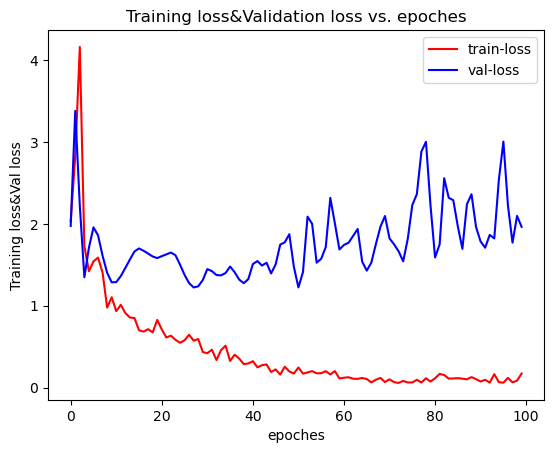 Training loss&Validation loss vs. epoches
train-loss
val-loss
Training loss&Val loss
4
3
2
1
0
0
20
40
60
80
100
epoches